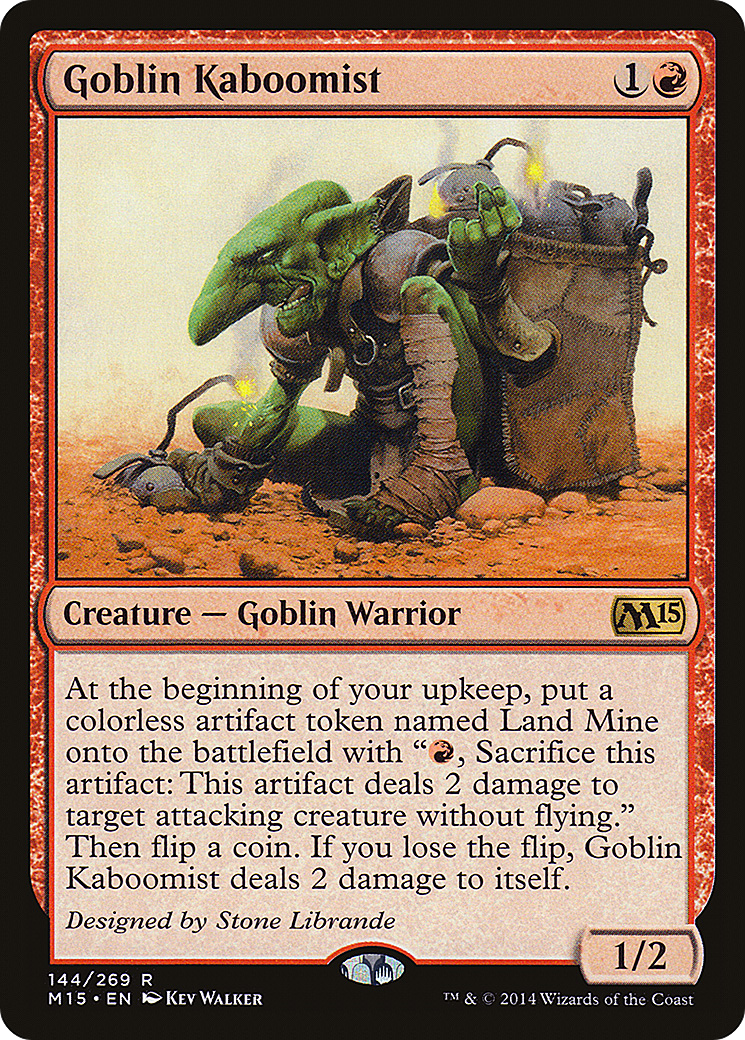 Goblin Kaboomist 1
Creature — Goblin Warrior M15
At the beginning of your upkeep, put a
colorless artifact token named Land Mine
onto the battlefield with “, Sacrifice this
artifact: This artifact deals 2 damage to
target attacking creature without flying.”
Then flip a coin. If you lose the flip, Goblin
Kaboomist deals 2 damage to itself.
Designed by Stone Librande
1/2
144/269 R
M15 • EN Kev Walker
™ & © 2014 Wizards of the Coast